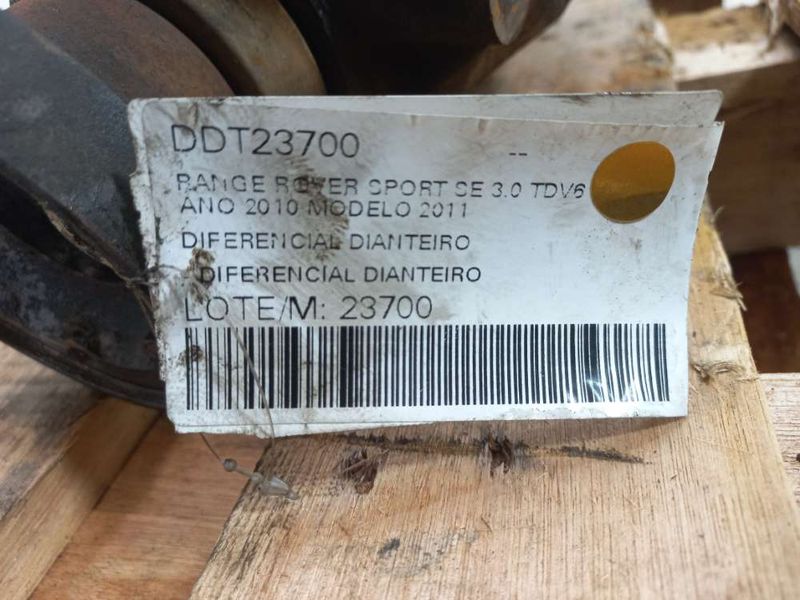 DDT23700 --
RANGE ROVER SPORT SE 3.0 TDV6
ANO 2010 MODELO 2011
DIFERENCIAL DIANTEIRO
- DIFERENCIAL DIANTEIRO
LOTE/M: 23700